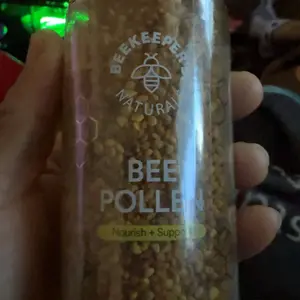 BEEKEEPER'S
NATURALS
BEE
POLLEN
Nourish + Support